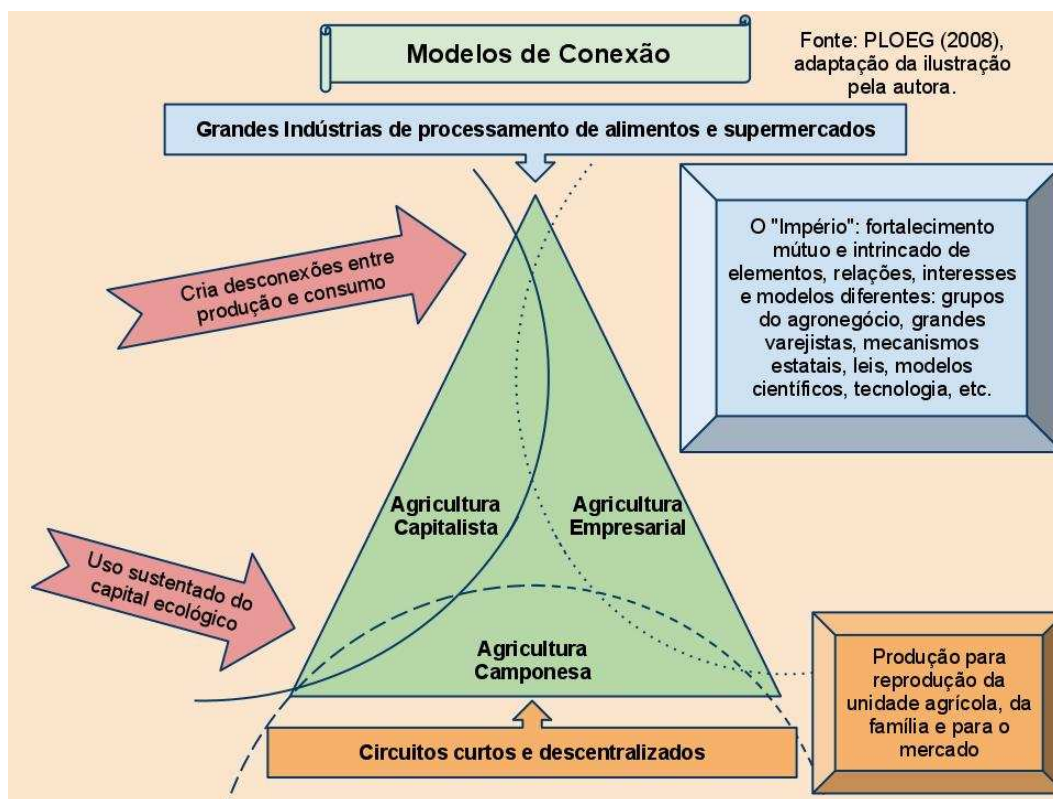 Modelos de Conexão
Fonte: PLOEG (2008),
adaptação da ilustração
pela autora.
Grandes Indústrias de processamento de alimentos e supermercados
O "Império": fortalecimento
mútuo e intrincado de
elementos, relações, interesses
e modelos diferentes: grupos
do agronegócio, grandes
varejistas, mecanismos
estatais, leis, modelos
científicos, tecnologia, etc.
Cria desconexões entre
produção e consumo
Agricultura
Capitalista
Agricultura
Empresarial
Uso sustentado do
capital ecológico
Agricultura
Camponesa
Produção para
reprodução da
unidade agrícola, da
família e para o
mercado
Circuitos curtos e descentralizados